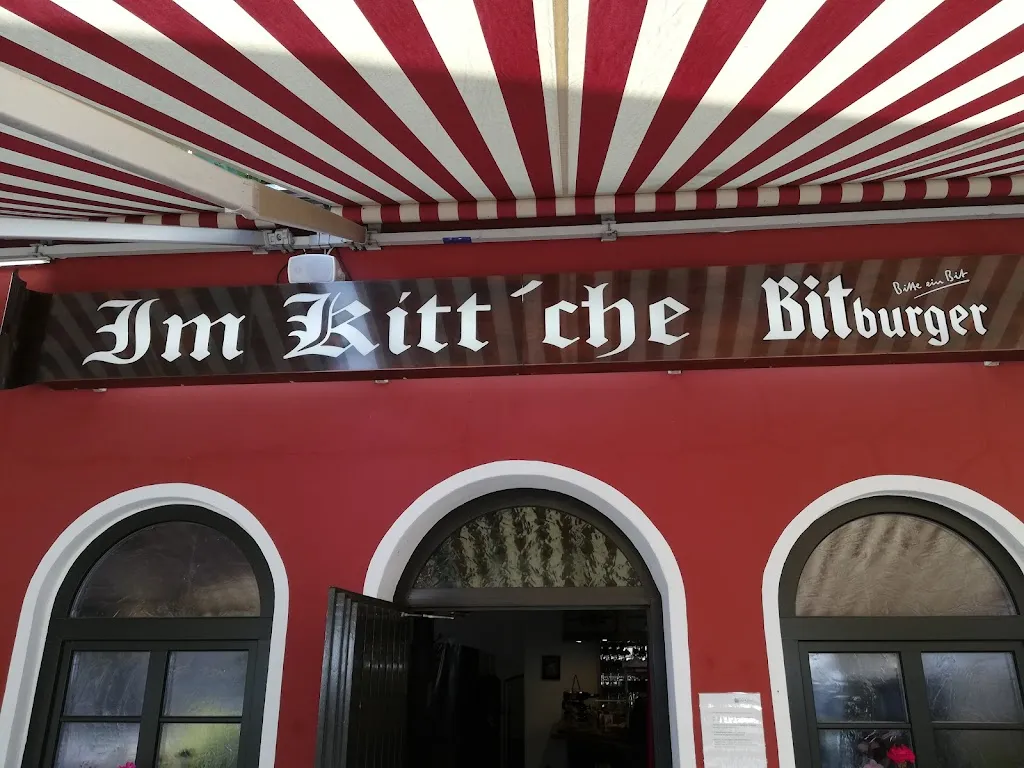 Im Kitt´che
Bitte ein Bit
Bitburger